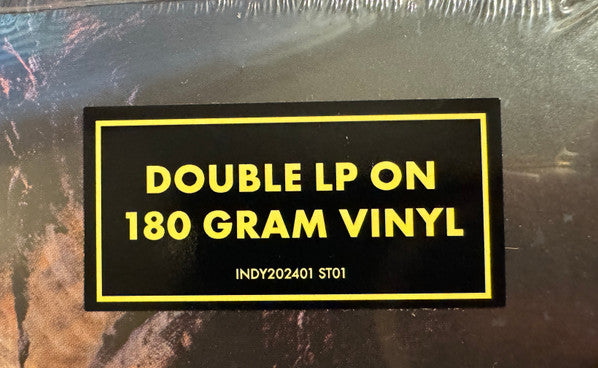 DOUBLE LP ON
180 GRAM VINYL
INDY202401 ST01